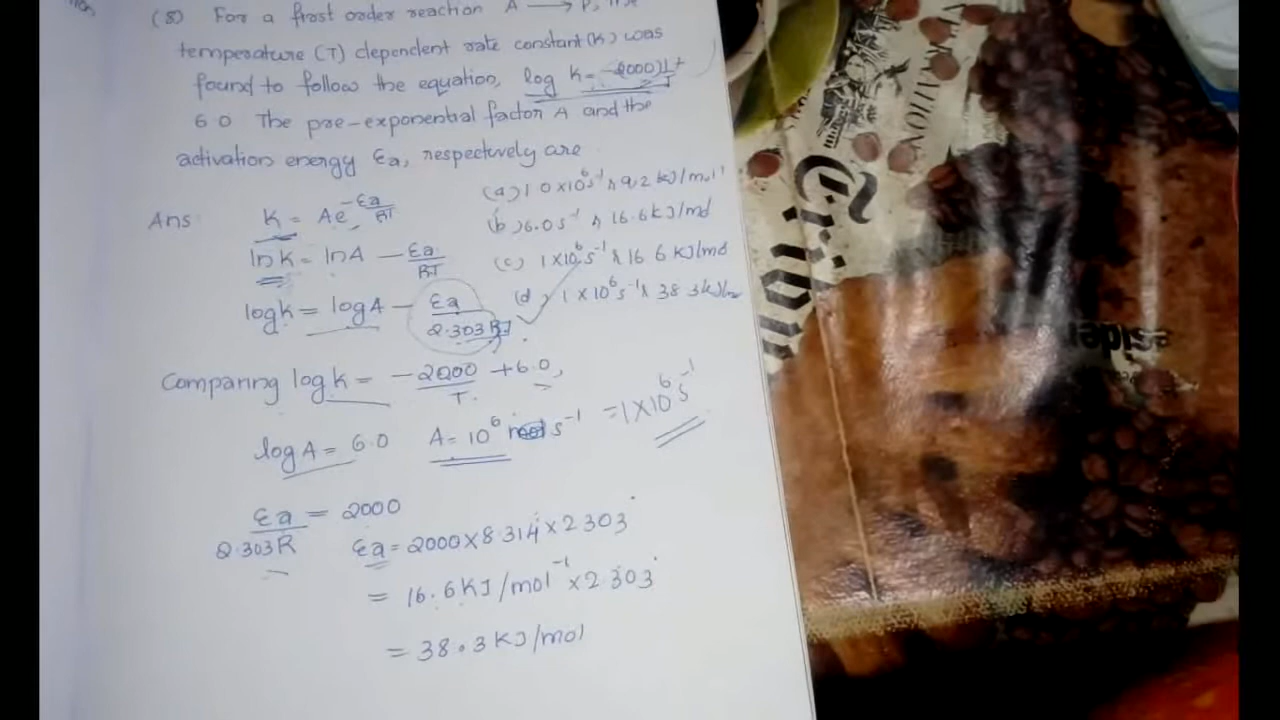 (8) For a first order reaction A ⟶ P, the
temperature (T) dependent rate constant (K) was
found to follow the equation, log K = -2000)1/T +
6 0 The pre-exponential factor A and the
activation energy Ea, respectively are
(a) 1 0 × 10⁶ s⁻¹ & 9.2 kJ/mol
(b) 6.0 s⁻¹ & 16.6 kJ/mol
(c) 1 × 10⁶ s⁻¹ & 16 6 kJ/mol
(d) 1 × 10⁶ s⁻¹ & 38 3 kJ/
Ans K = Ae^-Ea/RT
ln K = ln A - Ea/RT
log k = log A - Ea/2.303RT
Comparing log k = -2000/T + 6.0,
log A = 6.0 A = 10⁶ s⁻¹ = 1 × 10⁶ s⁻¹
Ea/2.303R = 2000
Ea = 2000 × 8.314 × 2 303
= 16.6 KJ/mol⁻¹ × 2 303
= 38.3 KJ/mol
Tribu